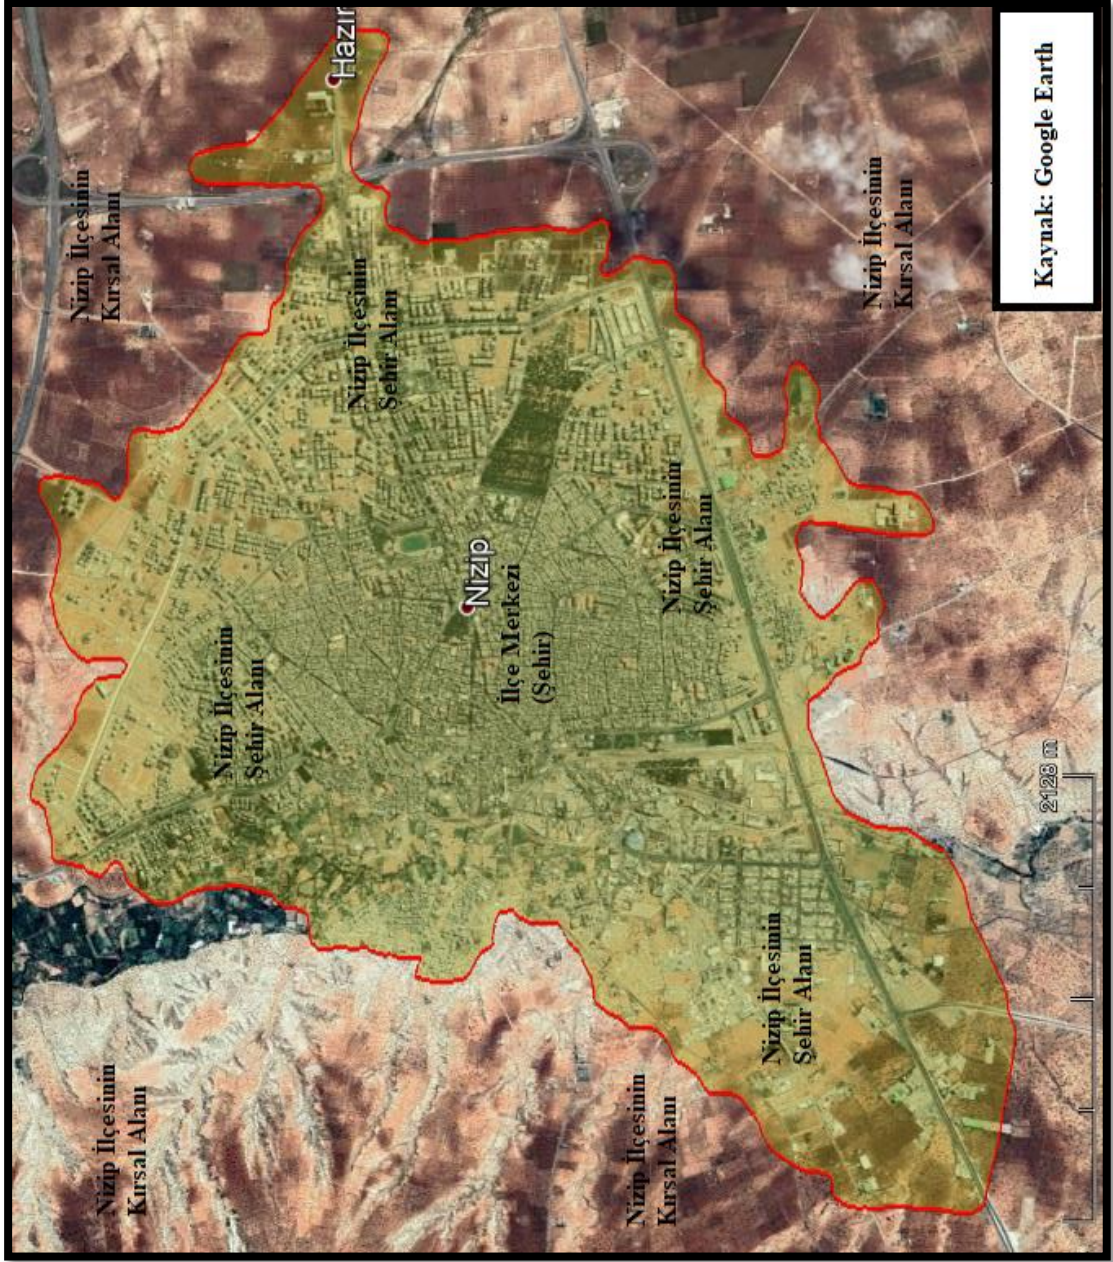 Nizip İlçesinin
Kırsal Alanı
Nizip İlçesinin
Kırsal Alanı
Nizip İlçesinin
Şehir Alanı
Hazır
Nizip İlçesinin
Şehir Alanı
Nizip
İlçe Merkezi
(Şehir)
Nizip İlçesinin
Kırsal Alanı
Nizip İlçesinin
Şehir Alanı
Nizip İlçesinin
Şehir Alanı
Nizip İlçesinin
Kırsal Alanı
2128 m
Kaynak: Google Earth